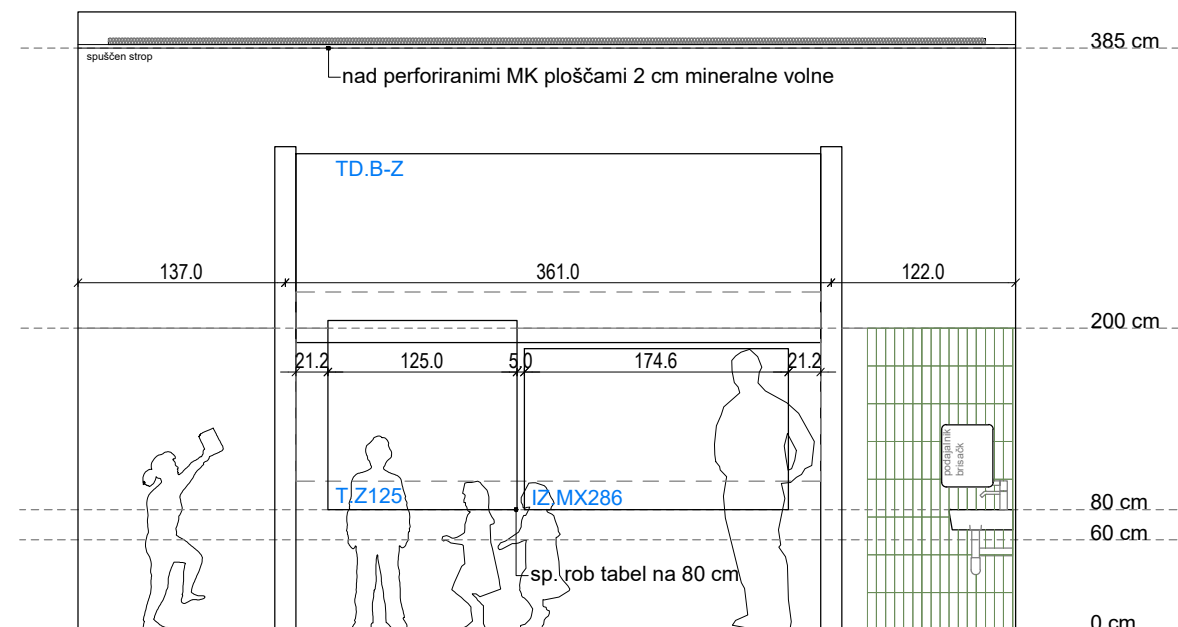 385 cm
spuščen strop
nad perforiranimi MK ploščami 2 cm mineralne volne
TD.B-Z
137.0
361.0
122.0
200 cm
21.2
125.0
5.0
174.6
21.2
podajalnik
brisačk
T.Z125
IZ.MX286
80 cm
60 cm
sp. rob tabel na 80 cm
0 cm